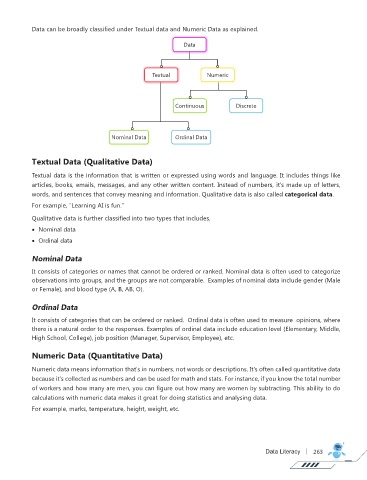 Data can be broadly classified under Textual data and Numeric Data as explained.
Data
Textual
Numeric
Continuous
Discrete
Nominal Data
Ordinal Data
Textual Data (Qualitative Data)
Textual data is the information that is written or expressed using words and language. It includes things like
articles, books, emails, messages, and any other written content. Instead of numbers, it's made up of letters,
words, and sentences that convey meaning and information. Qualitative data is also called categorical data.
For example, "Learning AI is fun."
Qualitative data is further classified into two types that includes,
• Nominal data
• Ordinal data
Nominal Data
It consists of categories or names that cannot be ordered or ranked. Nominal data is often used to categorize
observations into groups, and the groups are not comparable. Examples of nominal data include gender (Male
or Female), and blood type (A, B, AB, O).
Ordinal Data
It consists of categories that can be ordered or ranked. Ordinal data is often used to measure opinions, where
there is a natural order to the responses. Examples of ordinal data include education level (Elementary, Middle,
High School, College), job position (Manager, Supervisor, Employee), etc.
Numeric Data (Quantitative Data)
Numeric data means information that's in numbers, not words or descriptions. It's often called quantitative data
because it's collected as numbers and can be used for math and stats. For instance, if you know the total number
of workers and how many are men, you can figure out how many are women by subtracting. This ability to do
calculations with numeric data makes it great for doing statistics and analysing data.
For example, marks, temperature, height, weight, etc.
Data Literacy | 263